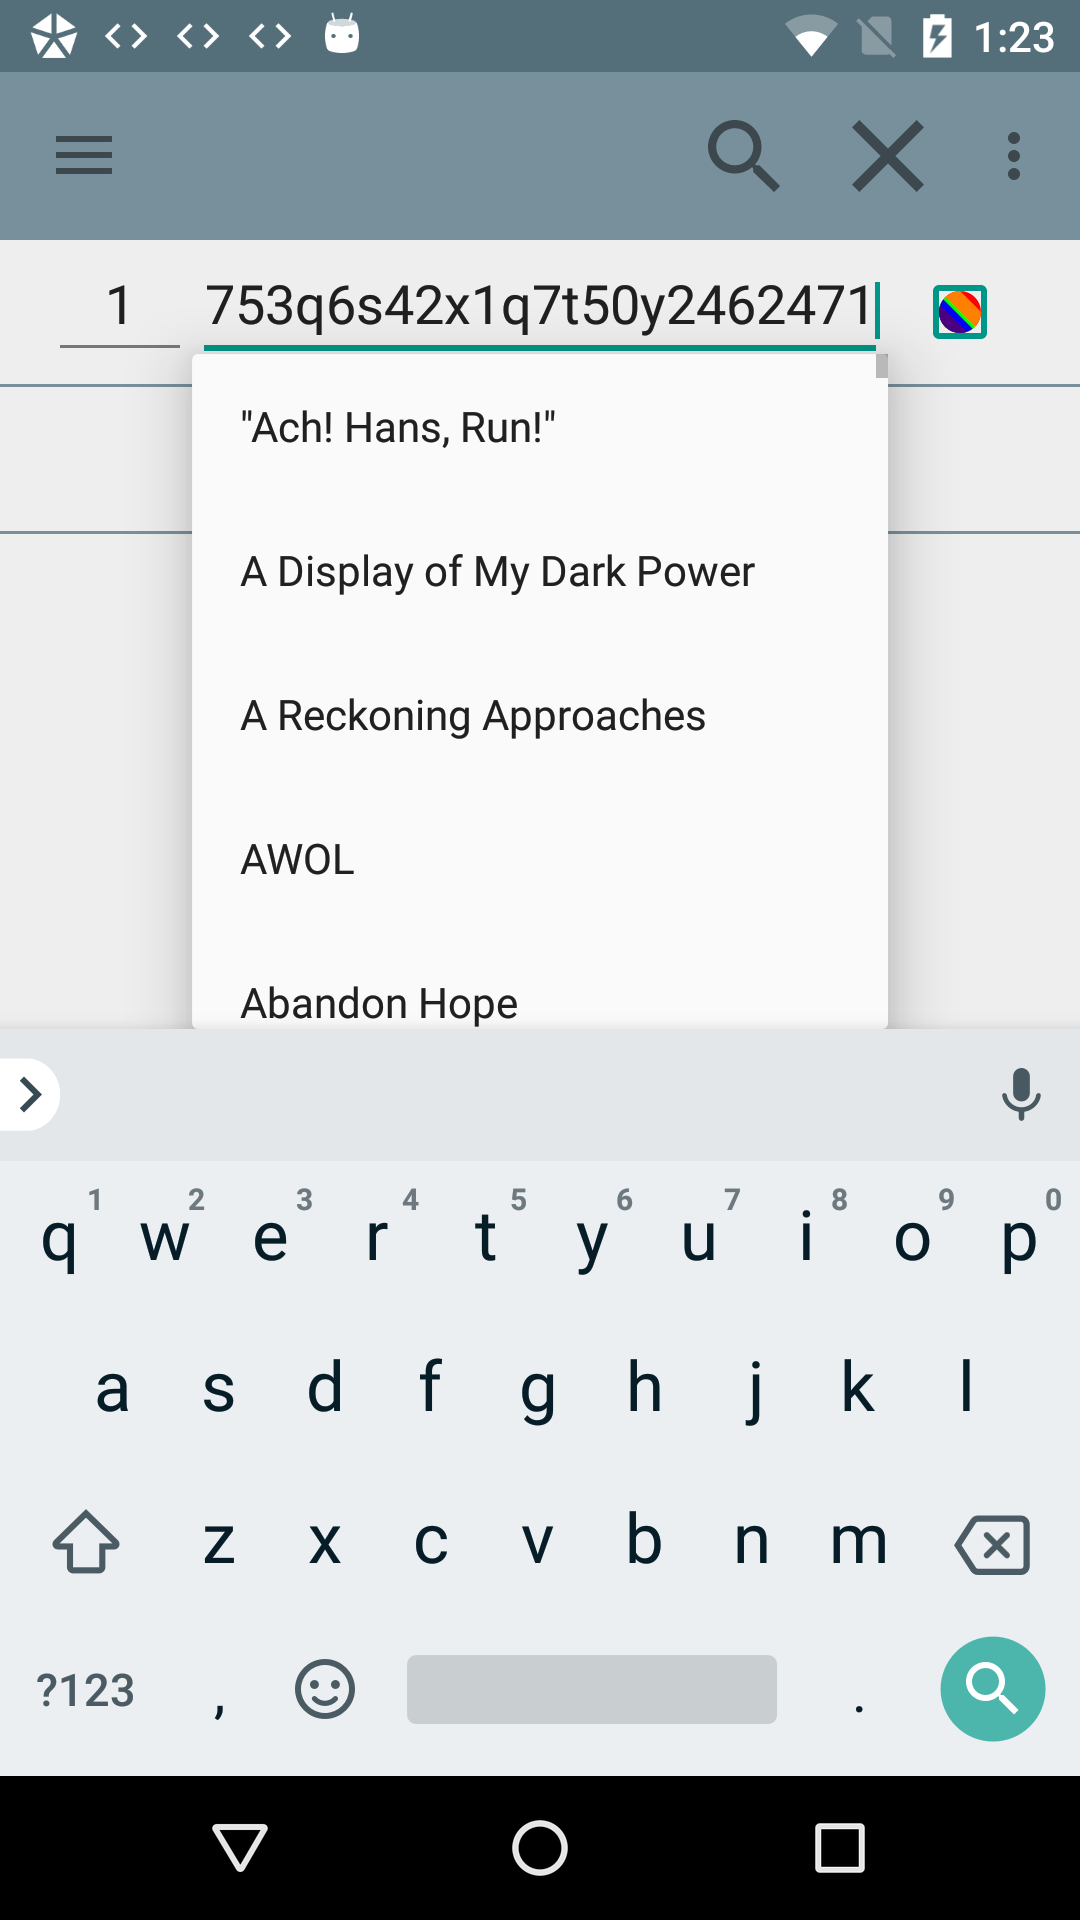 1:23
1 753q6s42x1q7t50y2462471
"Ach! Hans, Run!"
A Display of My Dark Power
A Reckoning Approaches
AWOL
Abandon Hope
1 2 3 4 5 6 7 8 9 0
q w e r t y u i o p
a s d f g h j k l
z x c v b n m
?123 , .